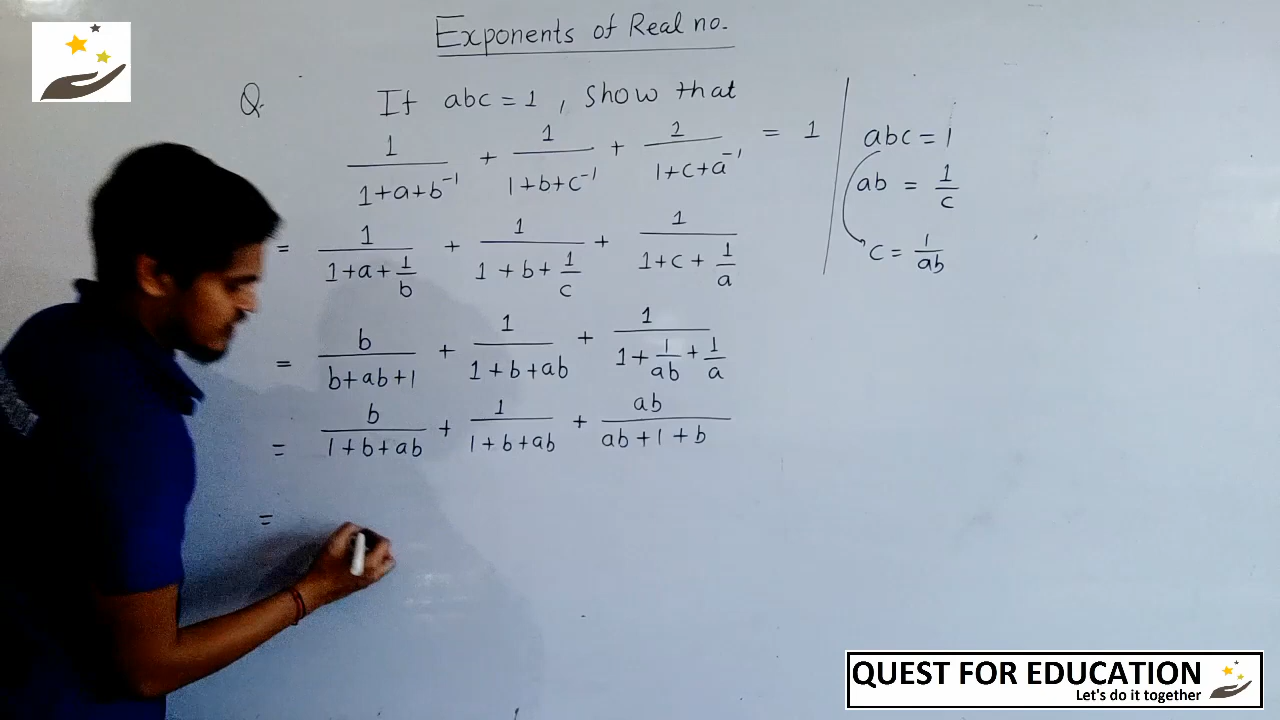 Exponents of Real no.
Q If abc = 1, show that
1/(1+a+b⁻¹) + 1/(1+b+c⁻¹) + 1/(1+c+a⁻¹) = 1
= 1/(1+a+1/b) + 1/(1+b+1/c) + 1/(1+c+1/a)
= b/(b+ab+1) + 1/(1+b+ab) + 1/(1+1/ab+1/a)
= b/(1+b+ab) + 1/(1+b+ab) + ab/(ab+1+b)
=
abc = 1
ab = 1/c
c = 1/ab
QUEST FOR EDUCATION
Let's do it together